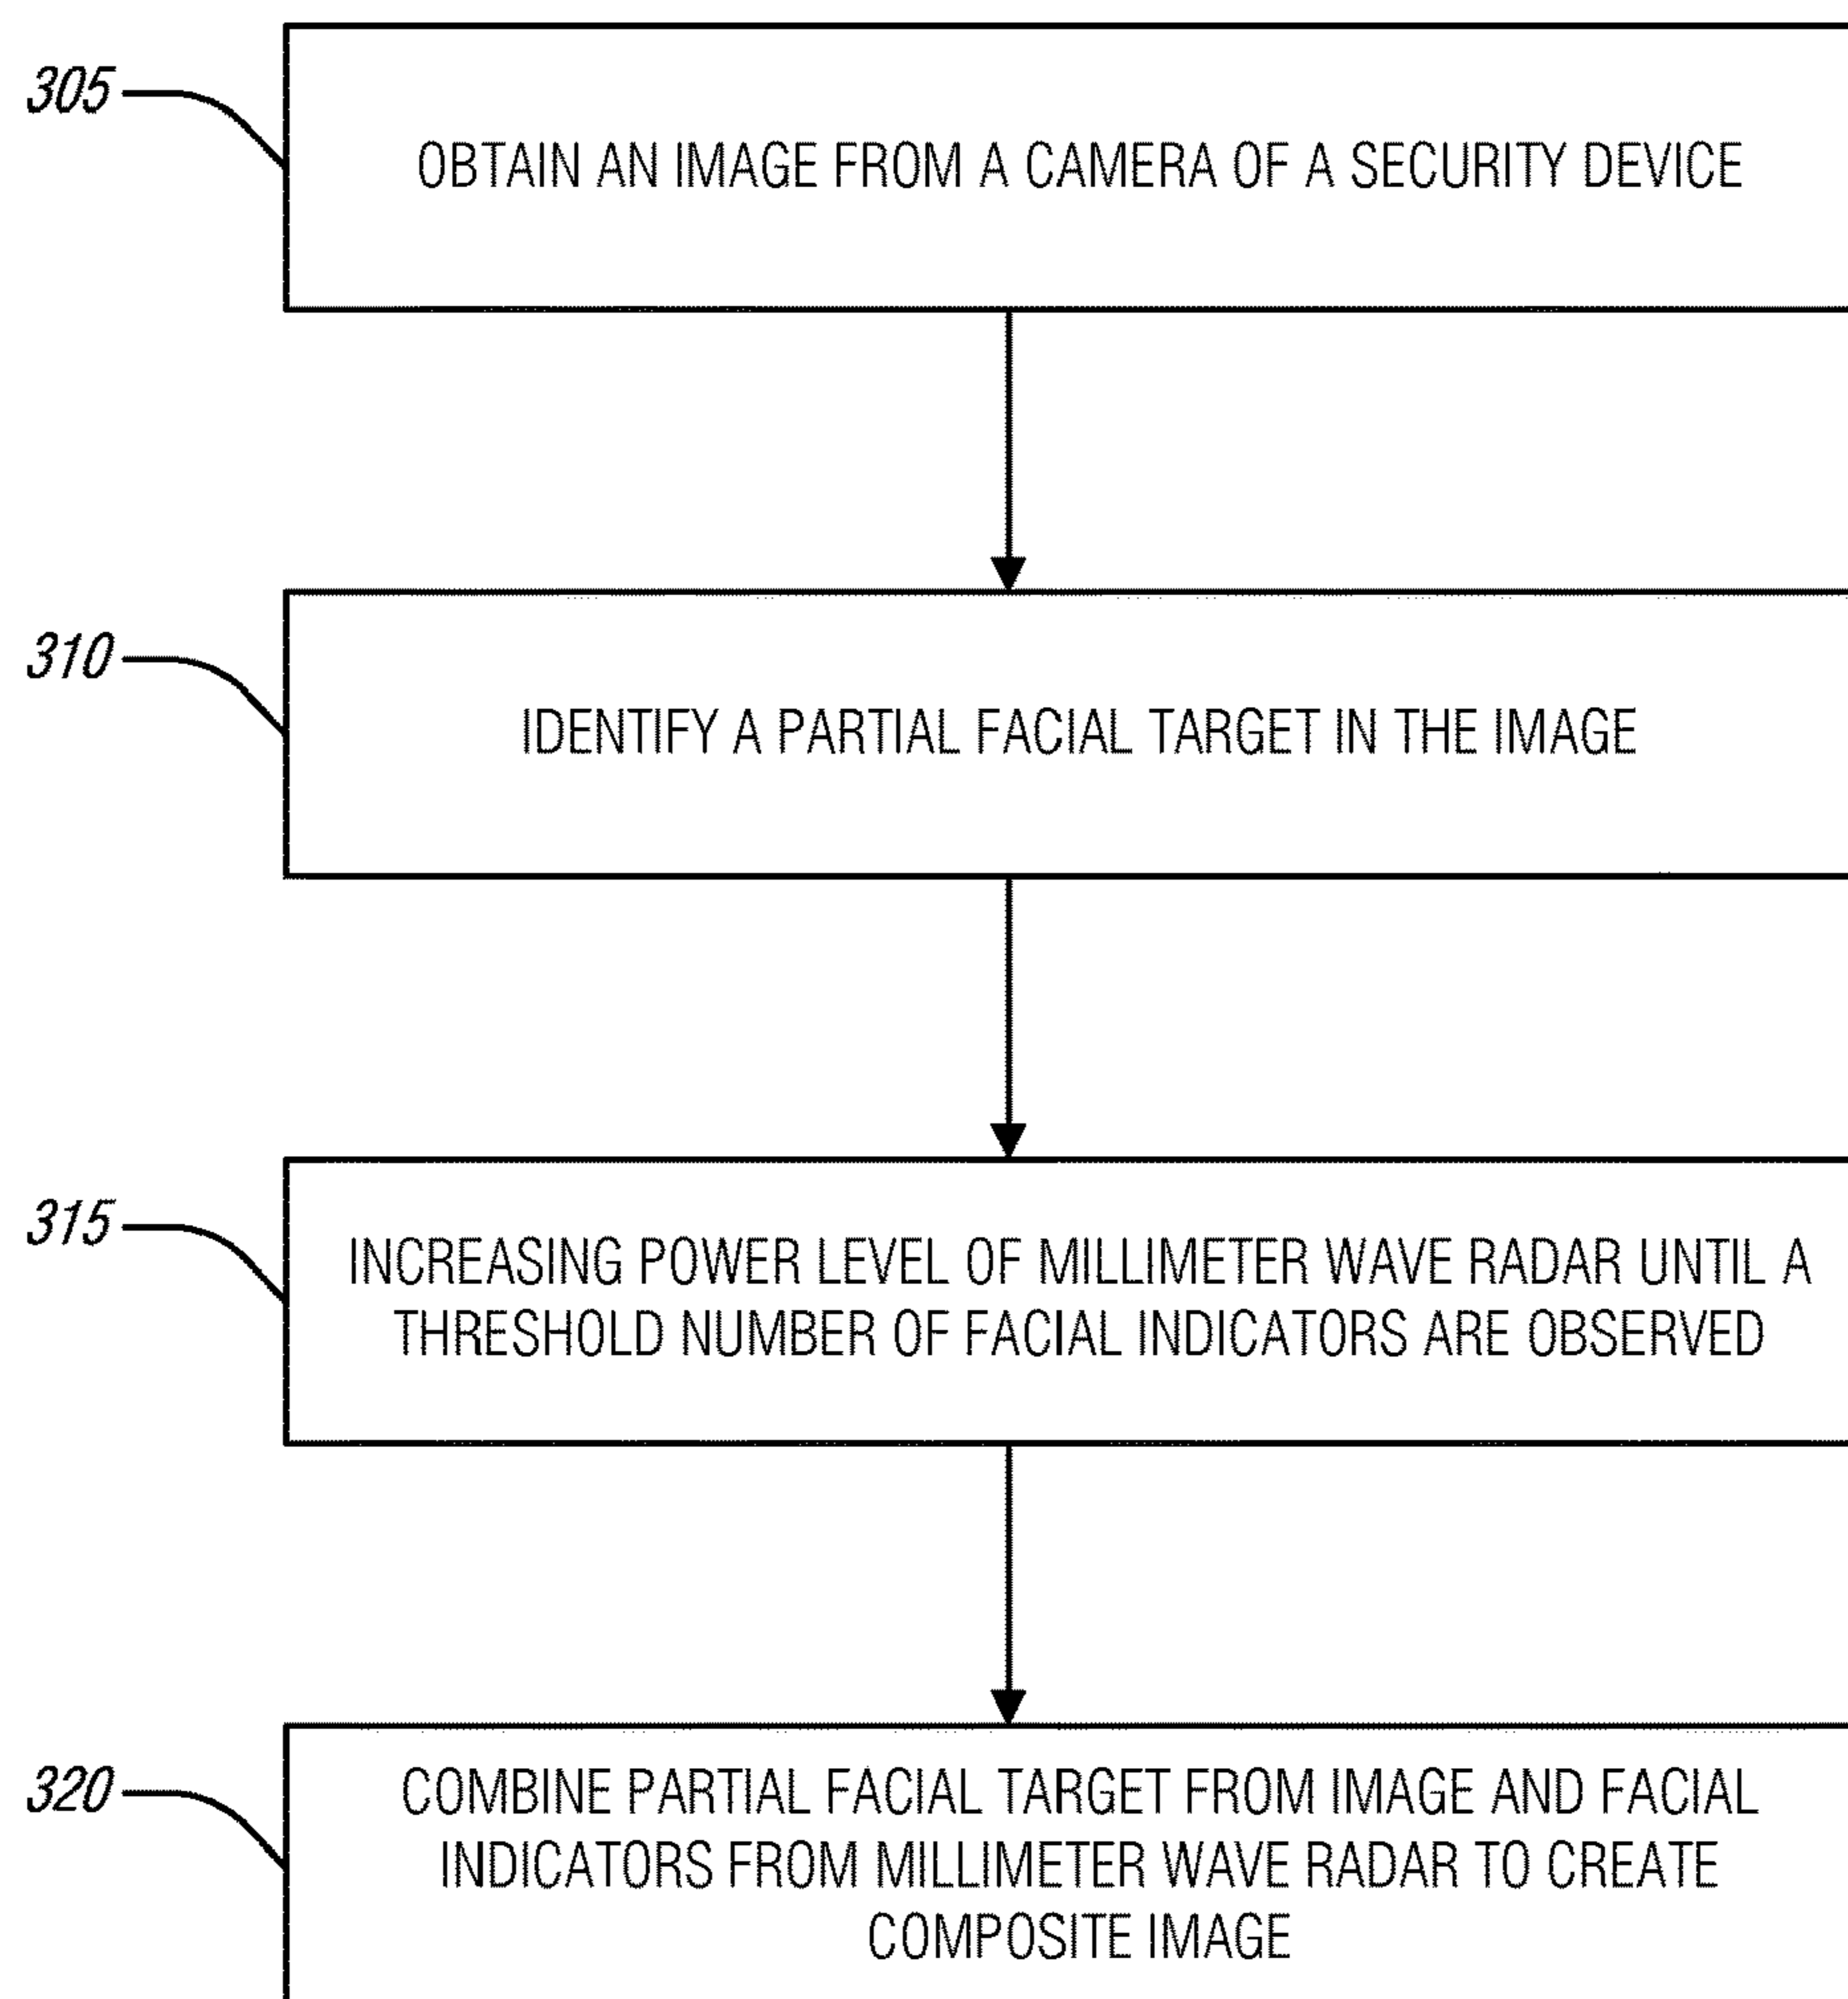 305
OBTAIN AN IMAGE FROM A CAMERA OF A SECURITY DEVICE
310
IDENTIFY A PARTIAL FACIAL TARGET IN THE IMAGE
315
INCREASING POWER LEVEL OF MILLIMETER WAVE RADAR UNTIL A
THRESHOLD NUMBER OF FACIAL INDICATORS ARE OBSERVED
320
COMBINE PARTIAL FACIAL TARGET FROM IMAGE AND FACIAL
INDICATORS FROM MILLIMETER WAVE RADAR TO CREATE
COMPOSITE IMAGE